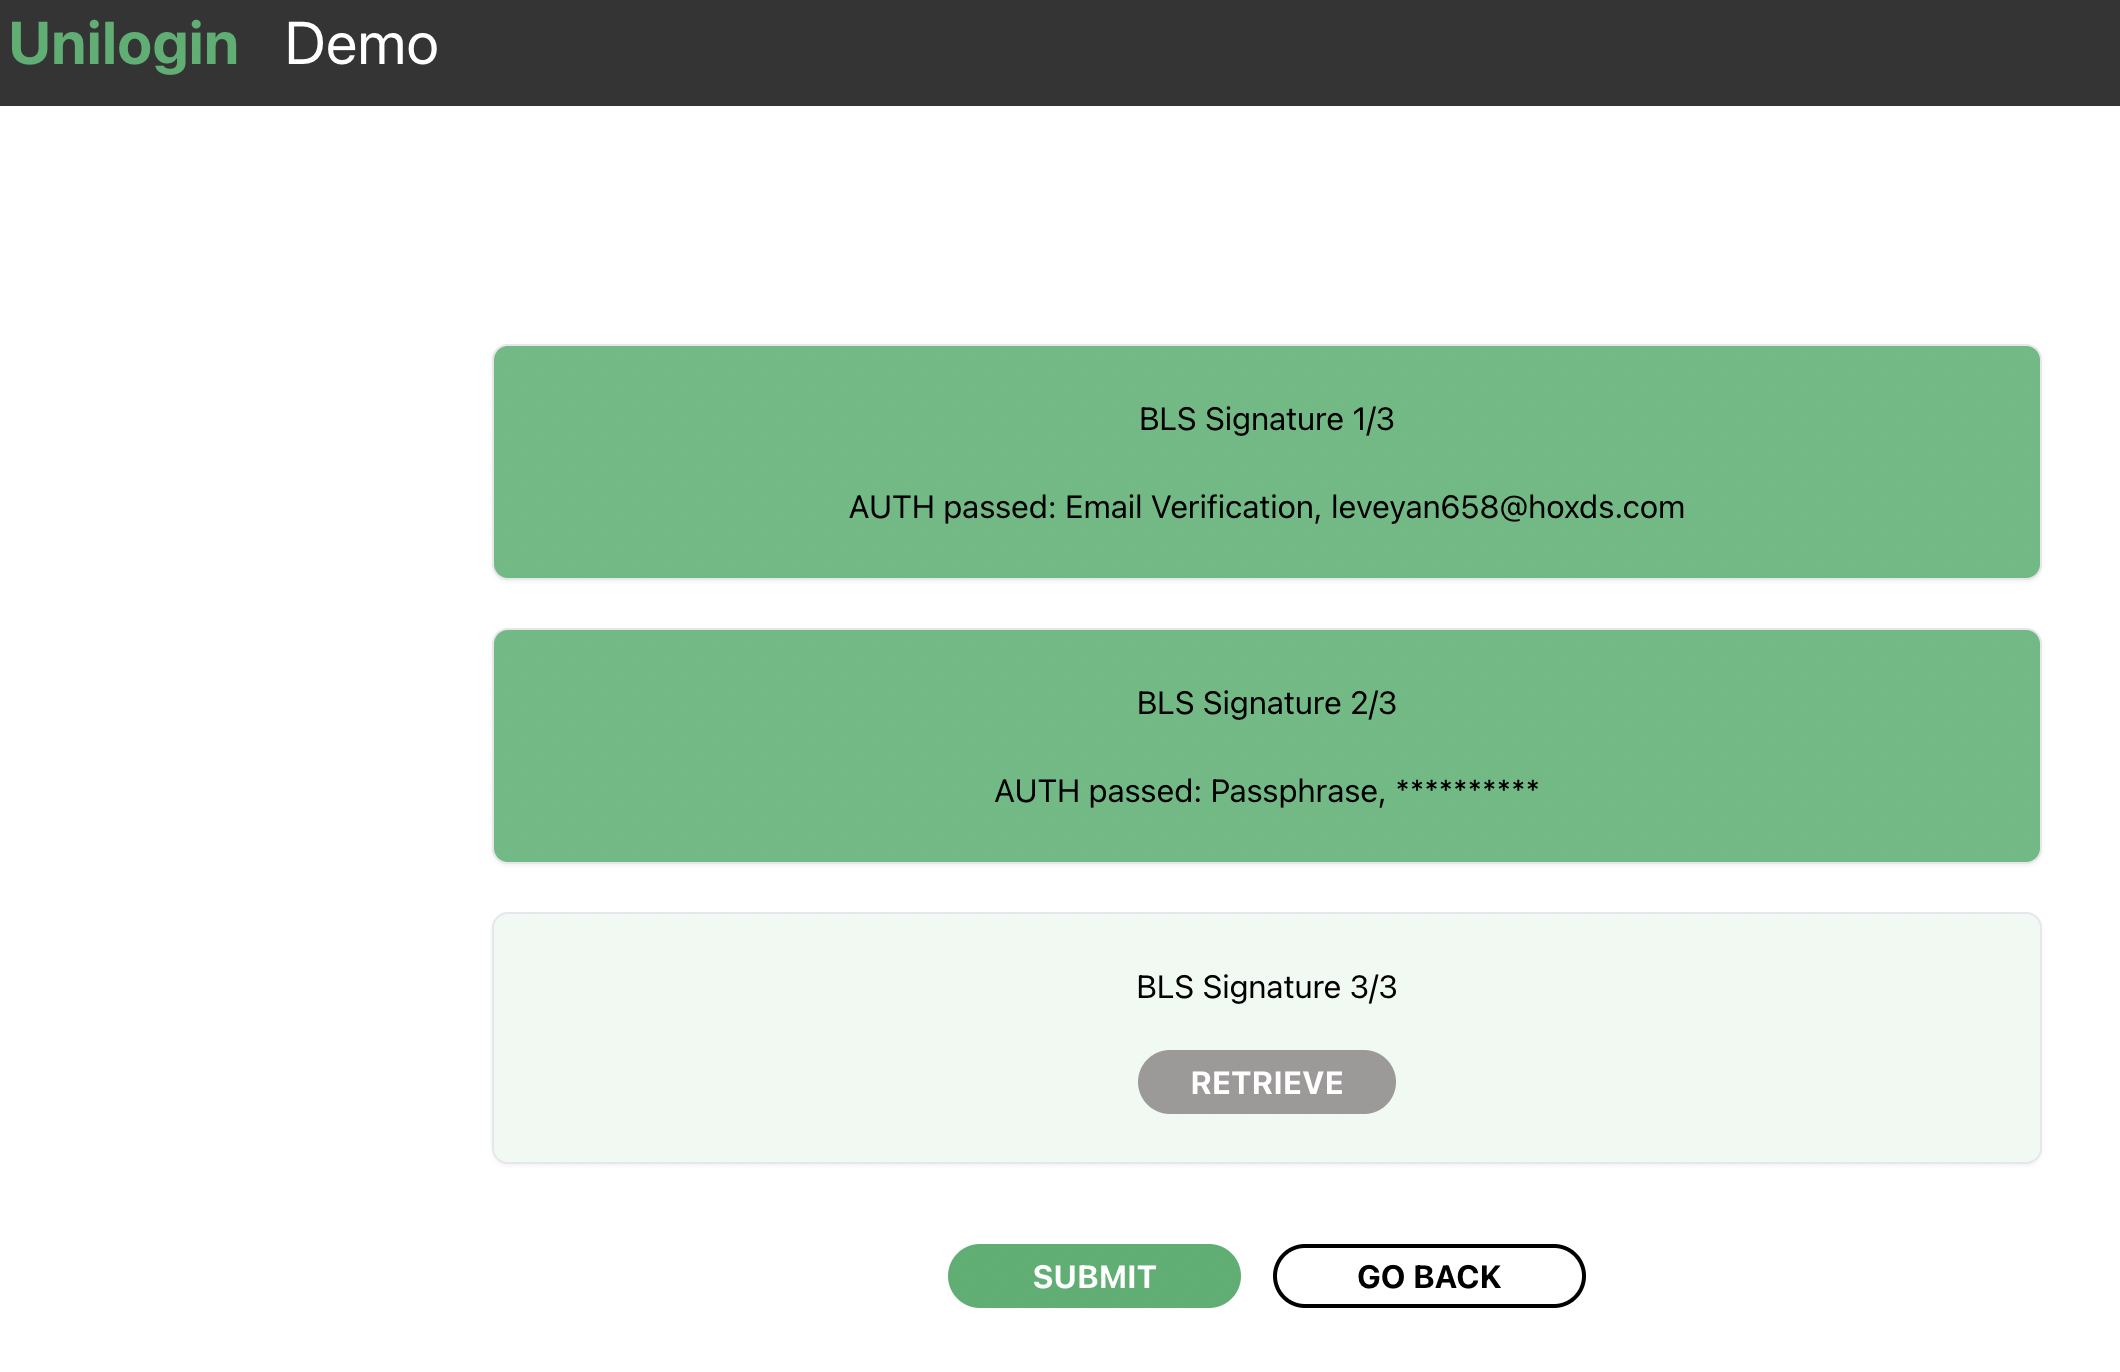 Unilogin Demo
BLS Signature 1/3
AUTH passed: Email Verification, leveyan658@hoxds.com
BLS Signature 2/3
AUTH passed: Passphrase, **********
BLS Signature 3/3
RETRIEVE
SUBMIT GO BACK